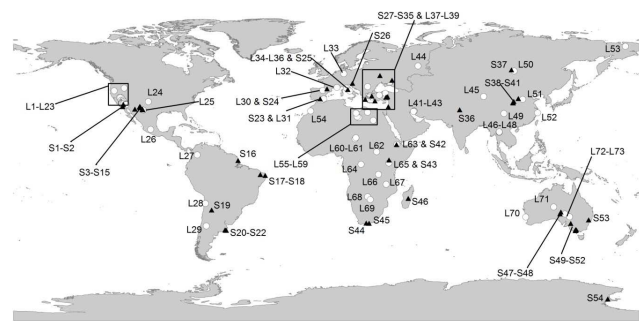 S27-S35 & L37-L39
L34-L36 & S25
L33
S26
L44
L53
L32
S37
L50
L1-L23
L24
L30 & S24
S38-S41
L45
L51
L25
S23 & L31
L54
L41-L43
S36
L49
L52
S1-S2
L26
L46-L48
S3-S15
L55-L59
L60-L61
L62
L63 & S42
L27
S16
L64
L65 & S43
L72-L73
S17-S18
L66
L67
L28
S19
L68
L69
S46
L71
L70
S53
L29
S20-S22
S44
S45
S49-S52
S47-S48
S54